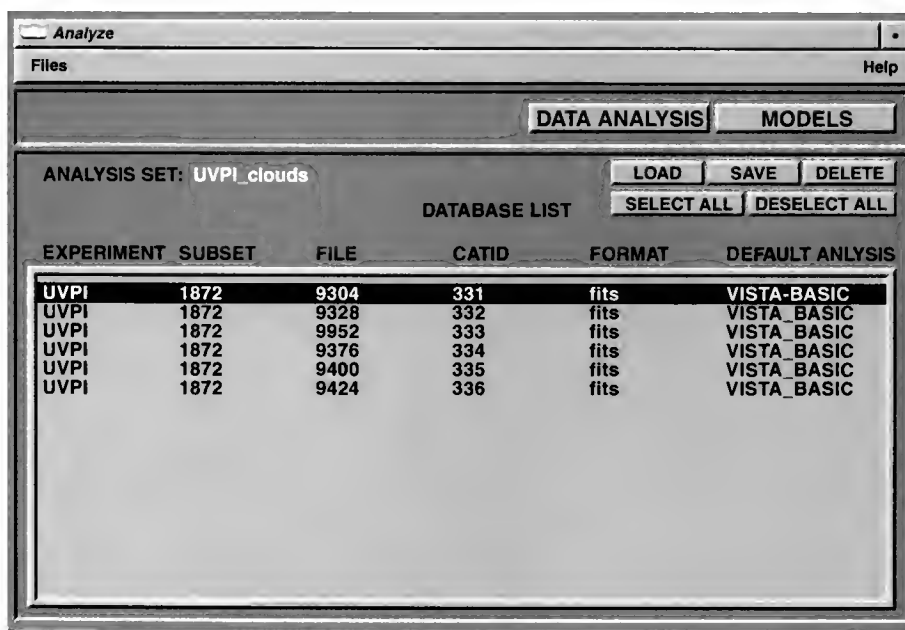 Analyze
Files Help
DATA ANALYSIS MODELS
ANALYSIS SET: UVPI_clouds LOAD SAVE DELETE
DATABASE LIST SELECT ALL DESELECT ALL
EXPERIMENT SUBSET FILE CATID FORMAT DEFAULT ANLYSIS
UVPI 1872 9304 331 fits VISTA-BASIC
UVPI 1872 9328 332 fits VISTA_BASIC
UVPI 1872 9952 333 fits VISTA_BASIC
UVPI 1872 9376 334 fits VISTA_BASIC
UVPI 1872 9400 335 fits VISTA_BASIC
UVPI 1872 9424 336 fits VISTA_BASIC